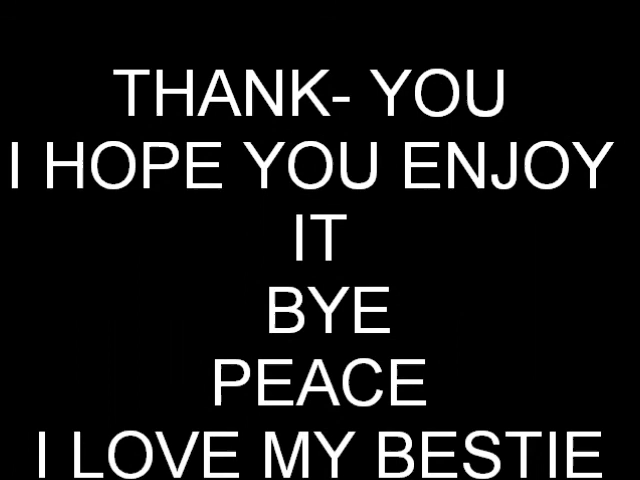 THANK- YOU
I HOPE YOU ENJOY
IT
BYE
PEACE
I LOVE MY BESTIE